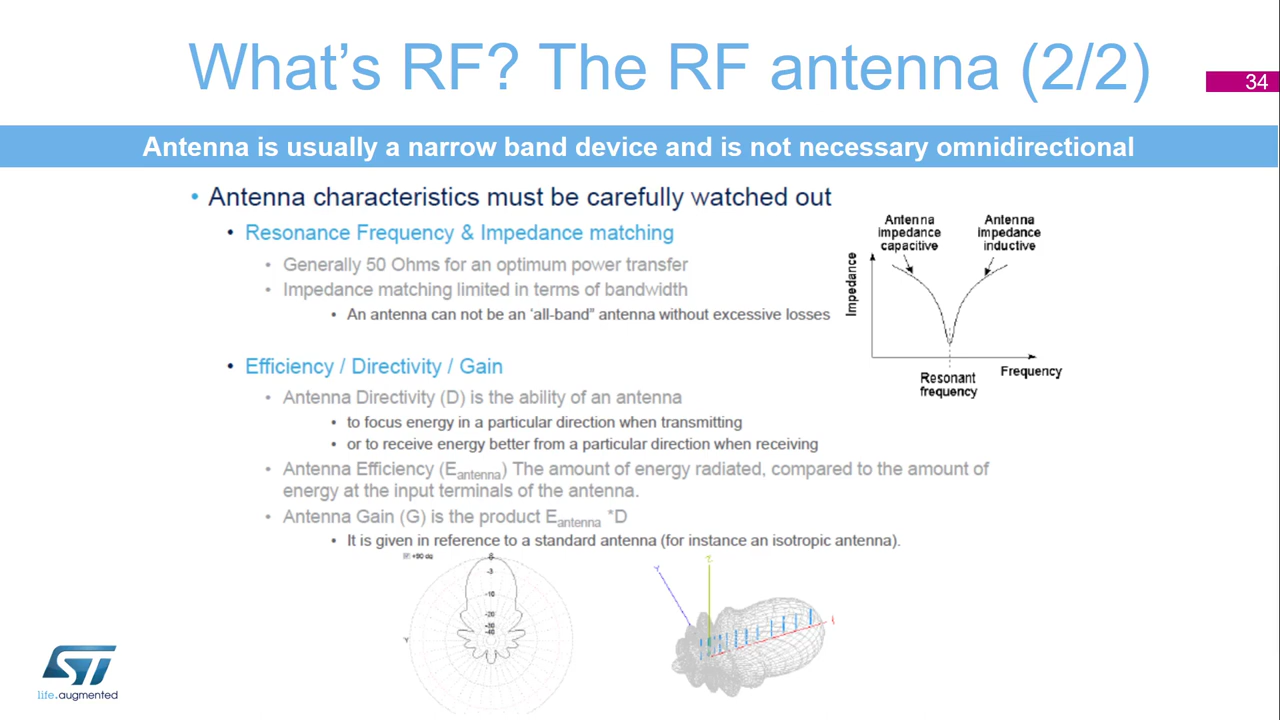 What's RF? The RF antenna (2/2)
34
Antenna is usually a narrow band device and is not necessary omnidirectional
• Antenna characteristics must be carefully watched out
• Resonance Frequency & Impedance matching
• Generally 50 Ohms for an optimum power transfer
• Impedance matching limited in terms of bandwidth
• An antenna can not be an 'all-band" antenna without excessive losses
Antenna
impedance
capacitive
Antenna
impedance
inductive
Impedance
Resonant
frequency
Frequency
• Efficiency / Directivity / Gain
• Antenna Directivity (D) is the ability of an antenna
• to focus energy in a particular direction when transmitting
• or to receive energy better from a particular direction when receiving
• Antenna Efficiency (Eantenna) The amount of energy radiated, compared to the amount of
energy at the input terminals of the antenna.
• Antenna Gain (G) is the product Eantenna *D
• It is given in reference to a standard antenna (for instance an isotropic antenna).
+90
-3
-10
-20
-30
-40
Y
Y
Z
ST
life.augmented